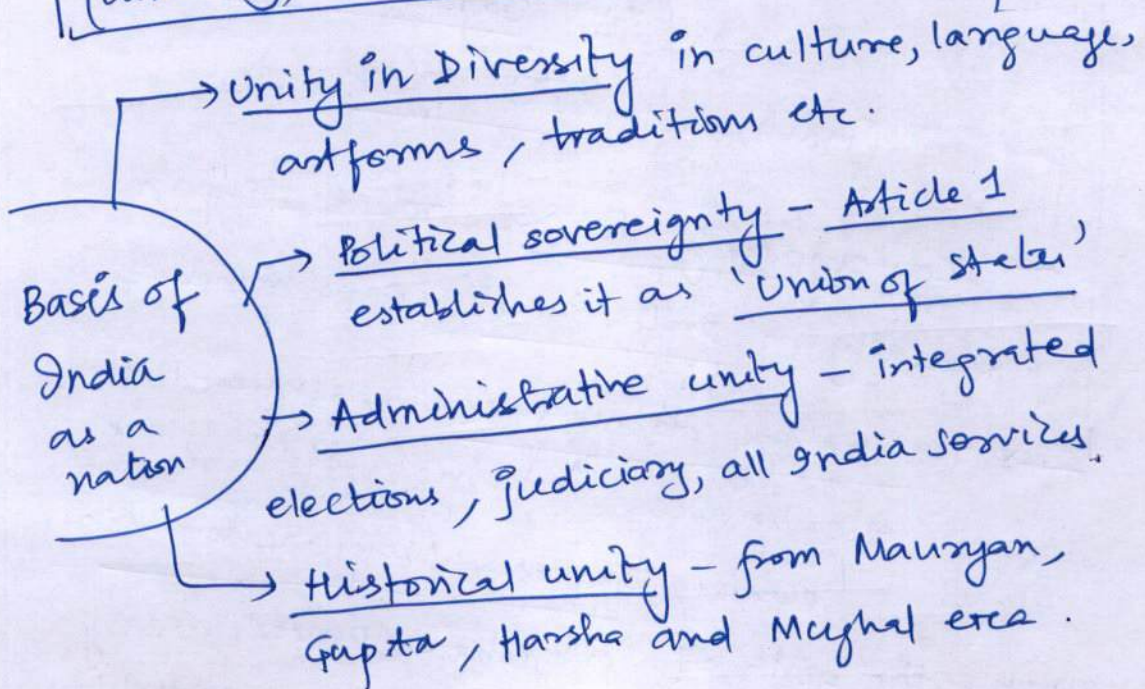 → Unity in Diversity in culture, language,
artforms, traditions etc.
→ Political sovereignty - Article 1
establishes it as 'Union of states'
Basis of
India
as a
nation
→ Administrative unity - integrated
elections, judiciary, all India services.
→ Historical unity - from Mauryan,
Gupta, Harsha and Mughal era.